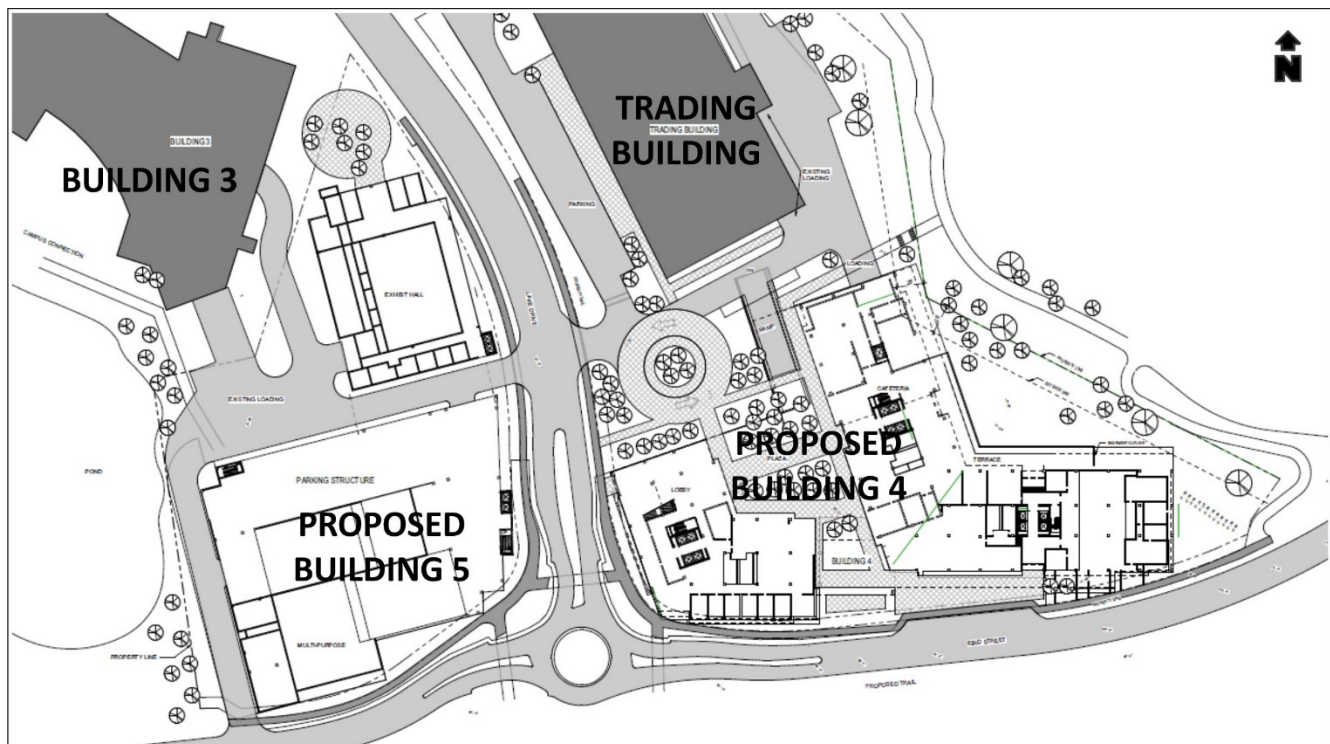 N
TRADING
TRADING BUILDING
BUILDING
BUILDING 3
BUILDING 3
EXISTING
LOADING
PARKING
CAMPUS CONNECTION
LOADING
EXHIBIT HALL
RAMP
CAFETERIA
EXISTING LOADING
PROPOSED
BUILDING 4
PLAZA
TERRACE
POND
PARKING STRUCTURE
LOBBY
PROPOSED
BUILDING 5
BUILDING 4
MULTI-PURPOSE
PROPERTY LINE
52ND STREET
PROPOSED TRAIL